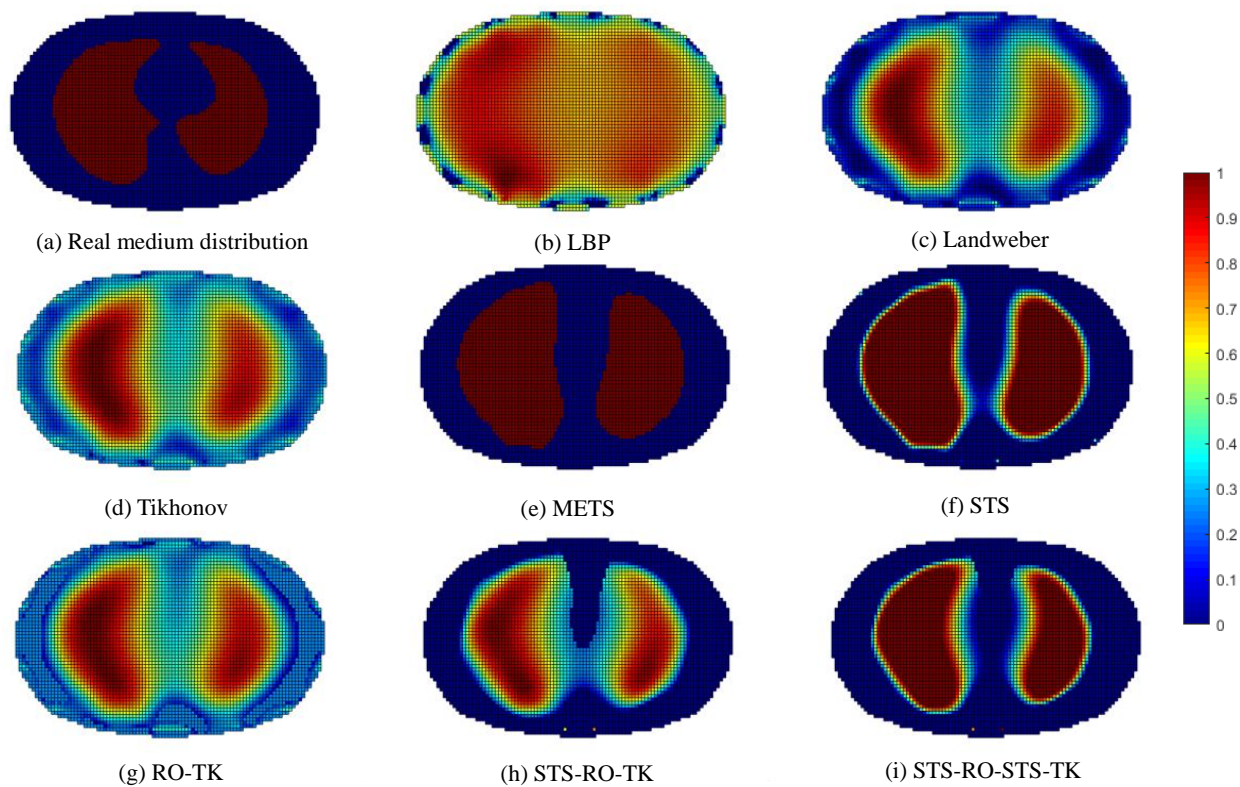 (a) Real medium distribution
(b) LBP
(c) Landweber
(d) Tikhonov
(e) METS
(f) STS
(g) RO-TK
(h) STS-RO-TK
(i) STS-RO-STS-TK
1
0.9
0.8
0.7
0.6
0.5
0.4
0.3
0.2
0.1
0